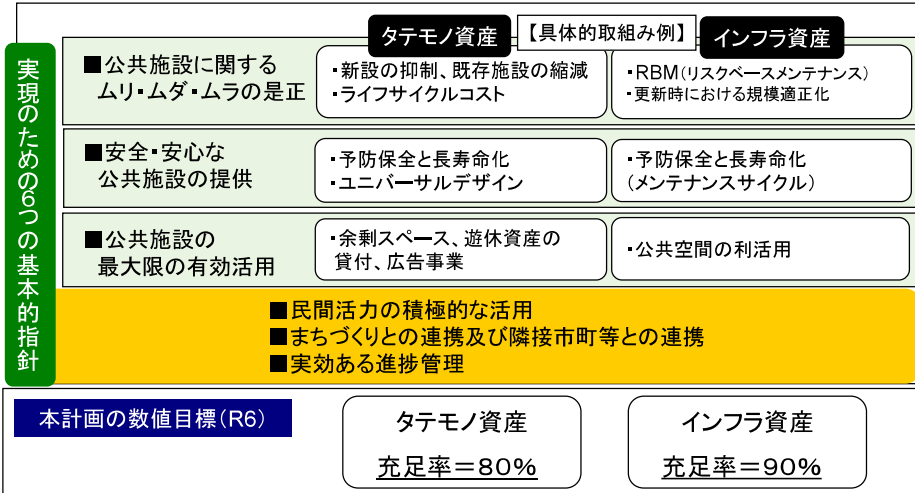 実現のための6つの基本的指針
タテモノ資産
【具体的取組み例】
インフラ資産
■公共施設に関する
ムリ・ムダ・ムラの是正
・新設の抑制、既存施設の縮減
・ライフサイクルコスト
・RBM(リスクベースメンテナンス)
・更新時における規模適正化
■安全・安心な
公共施設の提供
・予防保全と長寿命化
・ユニバーサルデザイン
・予防保全と長寿命化
(メンテナンスサイクル)
■公共施設の
最大限の有効活用
・余剰スペース、遊休資産の
貸付、広告事業
・公共空間の利活用
■民間活力の積極的な活用
■まちづくりとの連携及び隣接市町等との連携
■実効ある進捗管理
本計画の数値目標(R6)
タテモノ資産
充足率=80%
インフラ資産
充足率=90%